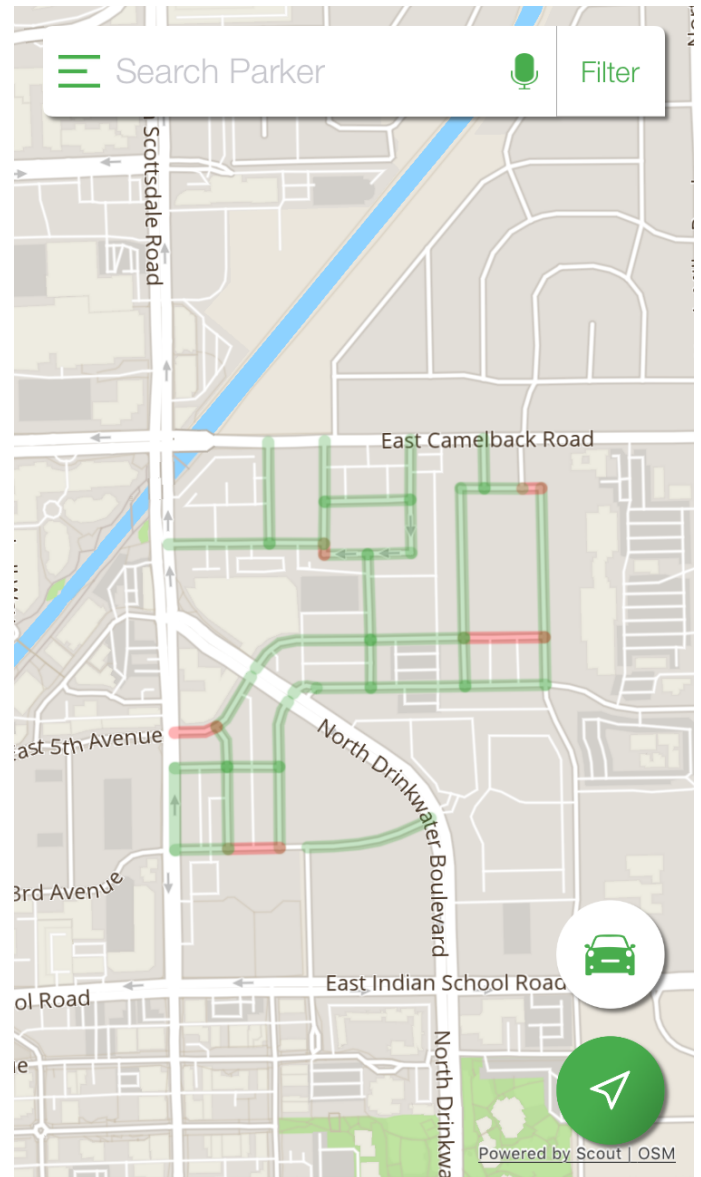 Search Parker
Filter
Scottsdale Road
East Camelback Road
ast 5th Avenue
North Drinkwater Boulevard
3rd Avenue
East Indian School Road
ol Road
North Drinkwa
Powered by Scout | OSM